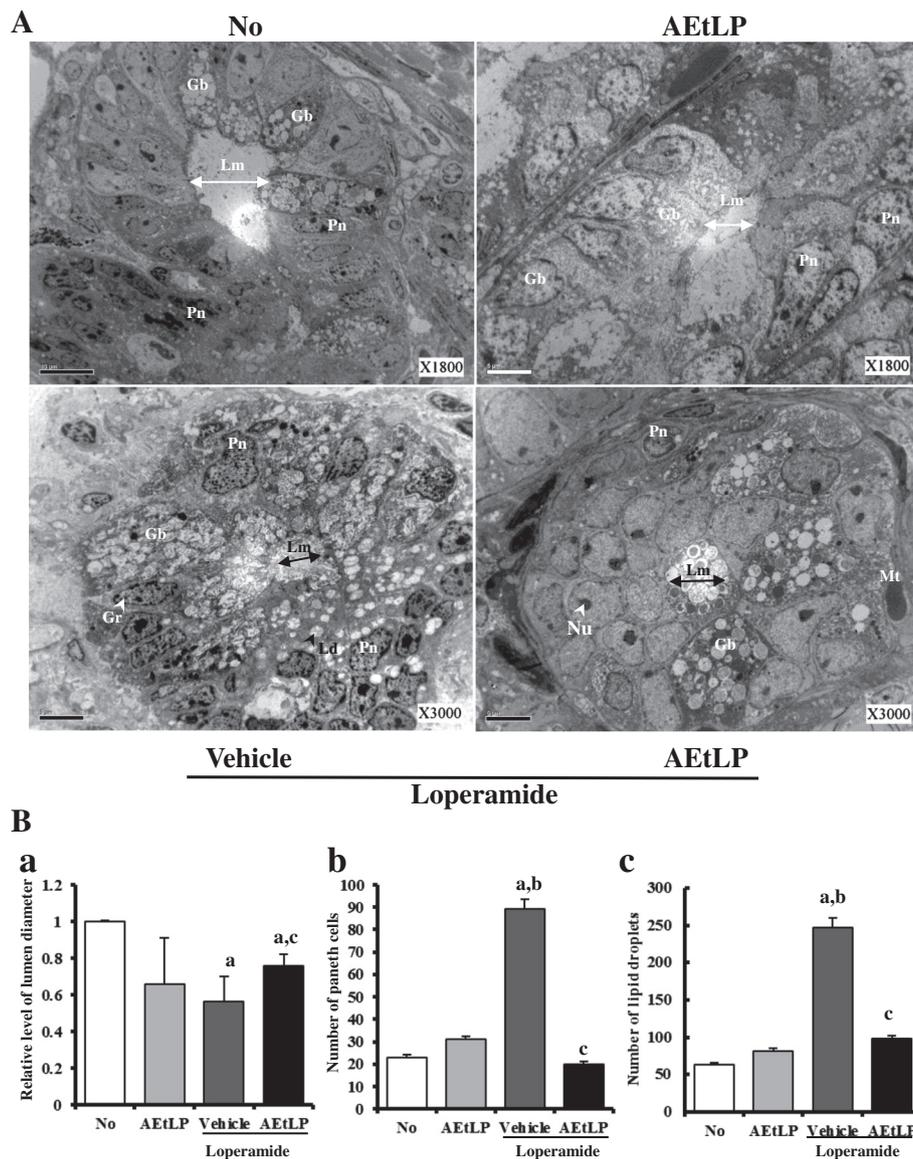 A
No AEtLP
Gb
Gb
Lm
Pn
Pn
X1800
Lm
Gb
Pn
Gb
Pn
X1800
Pn
Gb
Lm
Gr
Ld
Pn
X3000
Pn
Lm
Mt
Nu
Gb
X3000
Vehicle AEtLP
Loperamide
B
a
Relative level of lumen diameter
1.2
1
0.8
0.6
0.4
0.2
0
a
a,c
No AEtLP Vehicle AEtLP
Loperamide
b
Number of paneth cells
100
90
80
70
60
50
40
30
20
10
0
a,b
c
No AEtLP Vehicle AEtLP
Loperamide
c
Number of lipid droplets
300
250
200
150
100
50
0
a,b
c
No AEtLP Vehicle AEtLP
Loperamide